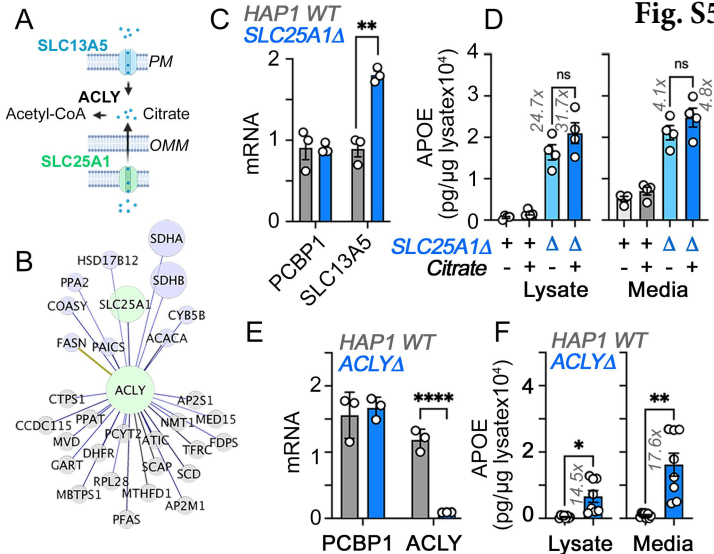 Fig. S5
A
SLC13A5
PM
ACLY
Acetyl-CoA
Citrate
OMM
SLC25A1
B
SDHA
HSD17B12
SDHB
PPA2
SLC25A1
COASY
CYB5B
FASN
PAICS
ACACA
ACLY
CTPS1
AP2S1
CCDC115
PPAT
NMT1
MED15
MVD
PCYT2
ATIC
FDPS
DHFR
TFRC
GART
SCAP
SCD
RPL28
MBTPS1
MTHFD1
AP2M1
PFAS
C
HAP1 WT
SLC25A1Δ
**
mRNA
2
1
0
PCBP1
SLC13A5
D
APOE
(pg/µg lysatex10⁴)
4
3
2
1
0
24.7x
31.7x
ns
4.1x
4.8x
ns
SLC25A1Δ + + Δ Δ + + Δ Δ
Citrate - + - + - + - +
Lysate
Media
E
HAP1 WT
ACLYΔ
****
mRNA
2
1
0
PCBP1
ACLY
F
HAP1 WT
ACLYΔ
APOE
(pg/µg lysatex10⁴)
4
2
0
14.5x
*
17.6x
**
Lysate
Media